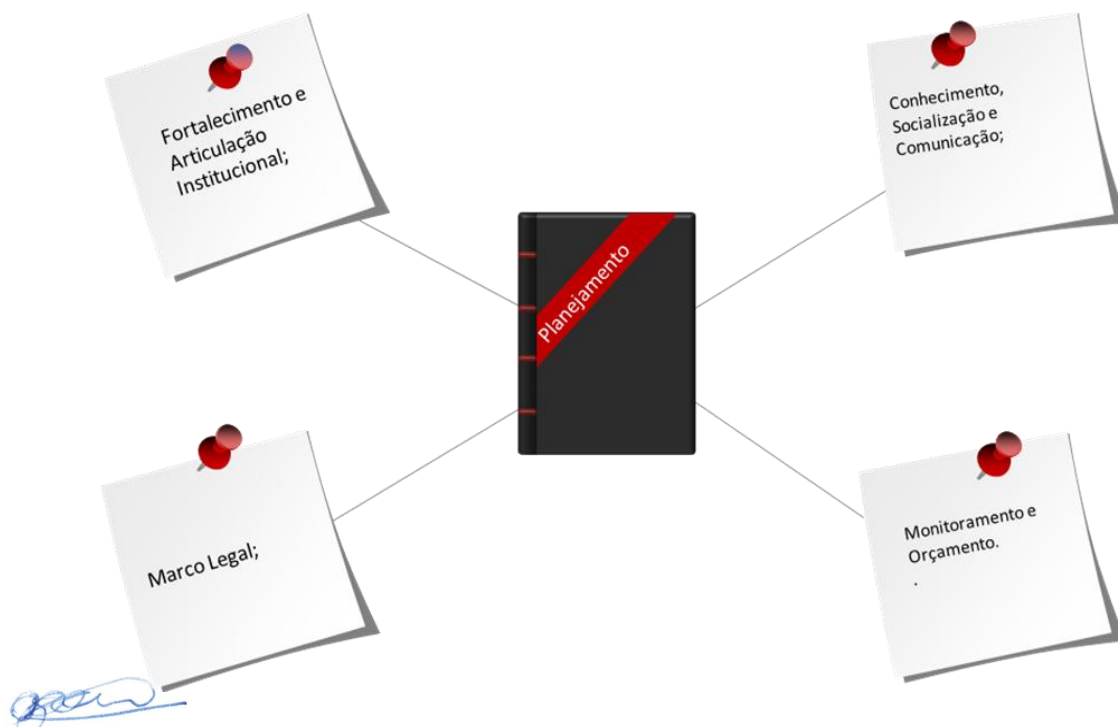 Fortalecimento e
Articulação
Institucional;
Conhecimento,
Socialização e
Comunicação;
Planejamento
Marco Legal;
Monitoramento e
Orçamento.
.